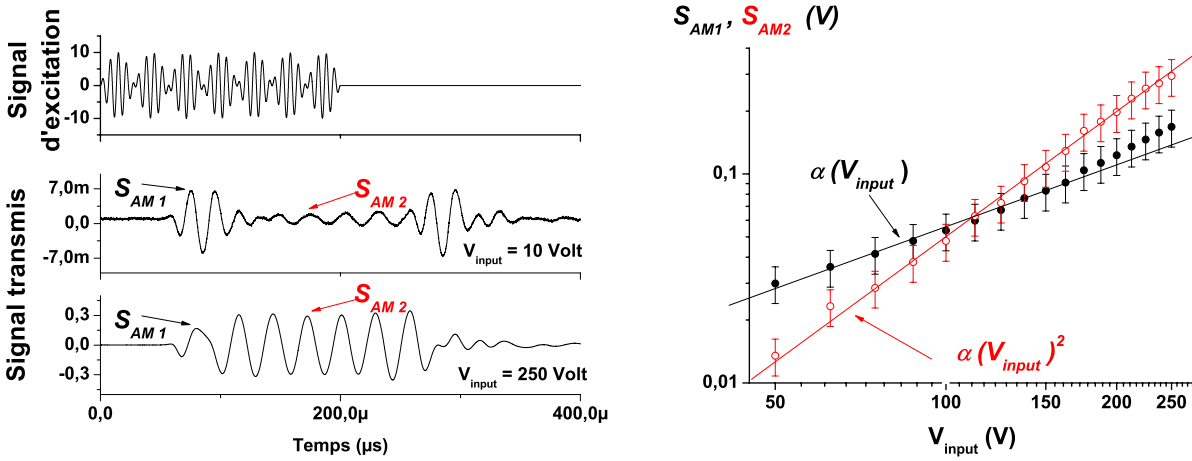 Signal
d'excitation
10
0
-10
Signal transmis
7,0m
0,0
-7,0m
S AM 1
S AM 2
V input = 10 Volt
0,3
0,0
-0,3
S AM 1
S AM 2
V input = 250 Volt
0,0
200,0µ
400,0µ
Temps (µs)
S AM1, S AM2 (V)
0,1
0,01
α (V input )
α (V input )²
50
100
150
200
250
V input (V)